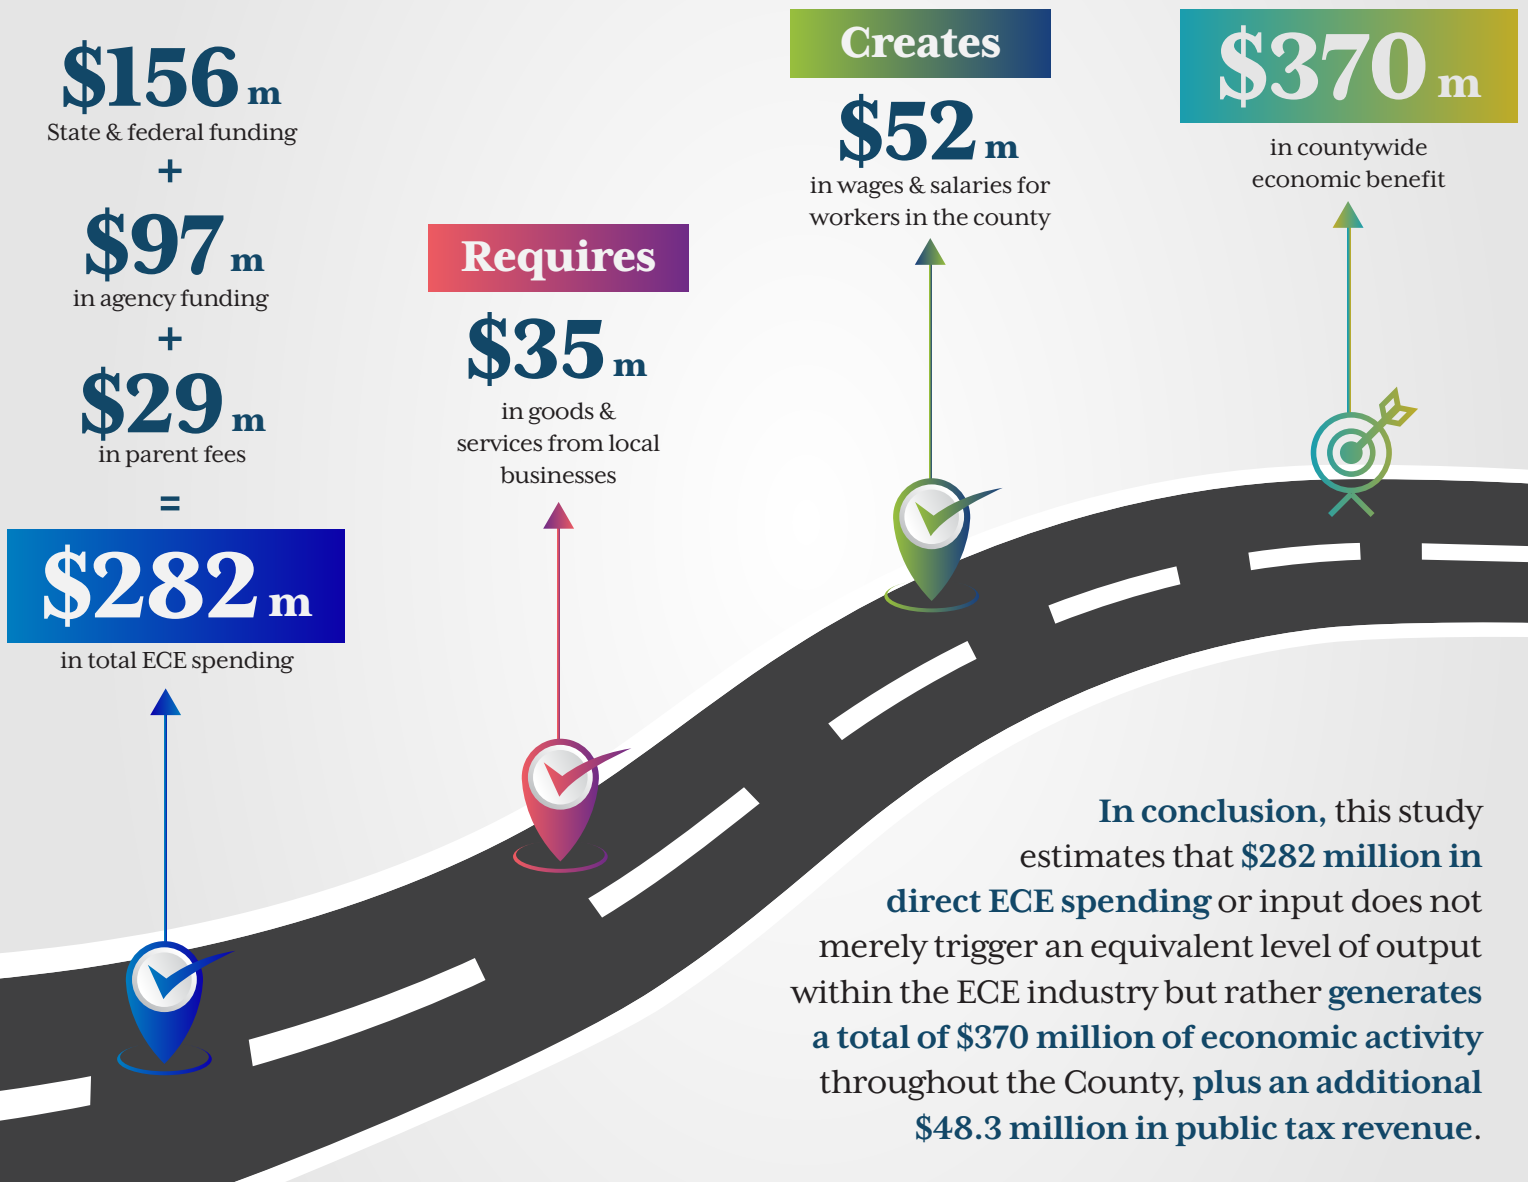 $156 m
State & federal funding
+
$97 m
in agency funding
+
$29 m
in parent fees
=
$282 m
in total ECE spending
Requires
$35 m
in goods &
services from local
businesses
Creates
$52 m
in wages & salaries for
workers in the county
$370 m
in countywide
economic benefit
In conclusion, this study
estimates that $282 million in
direct ECE spending or input does not
merely trigger an equivalent level of output
within the ECE industry but rather generates
a total of $370 million of economic activity
throughout the County, plus an additional
$48.3 million in public tax revenue.